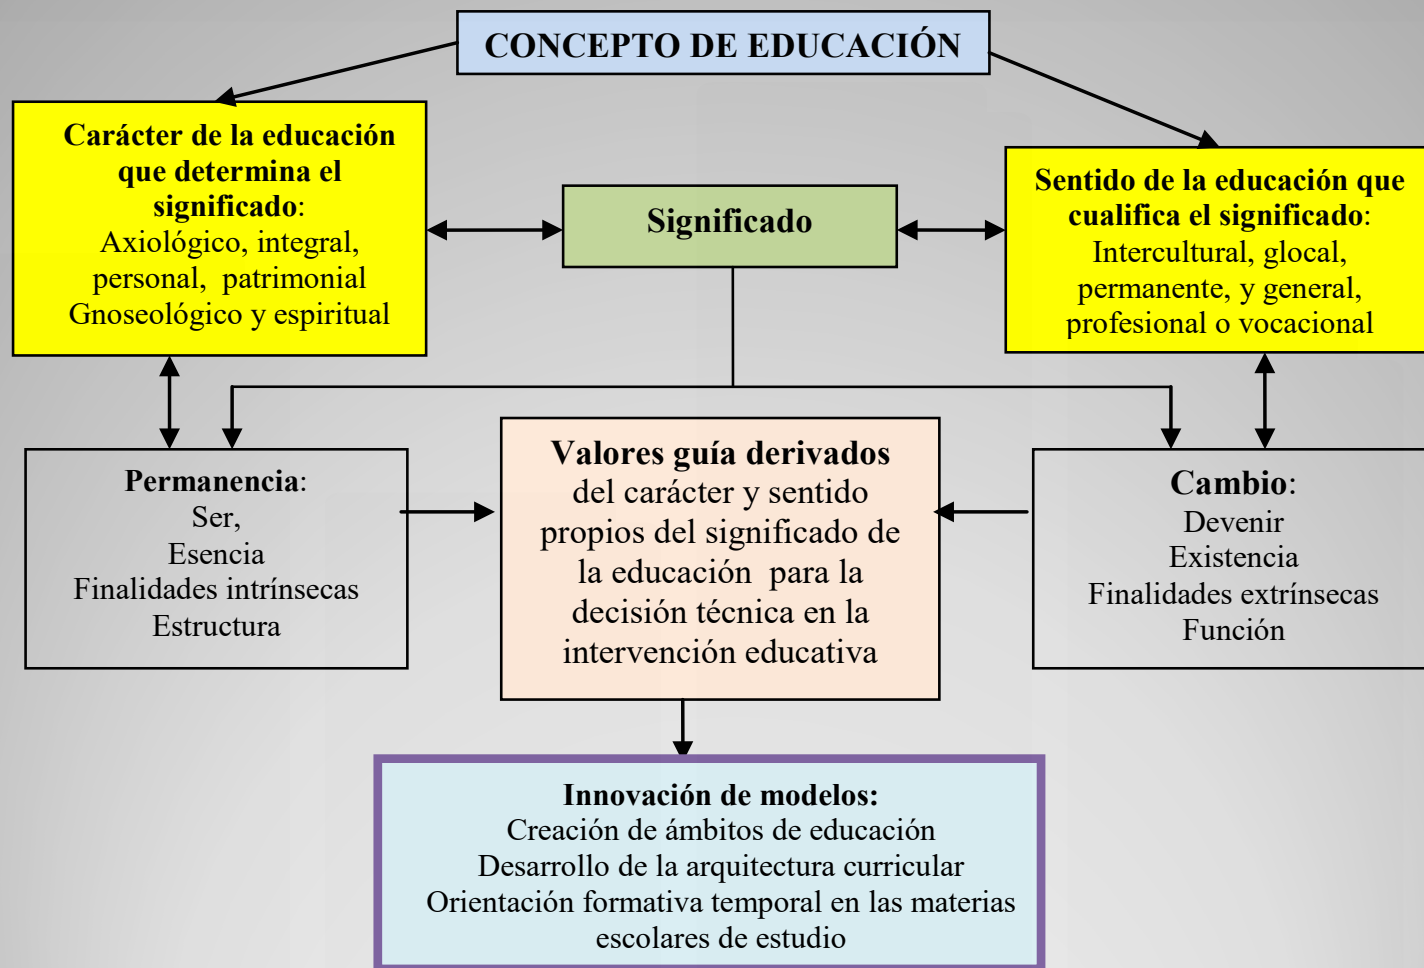 CONCEPTO DE EDUCACIÓN
Carácter de la educación
que determina el
significado:
Axiológico, integral,
personal, patrimonial
Gnoseológico y espiritual
Significado
Sentido de la educación que
cualifica el significado:
Intercultural, glocal,
permanente, y general,
profesional o vocacional
Permanencia:
Ser,
Esencia
Finalidades intrínsecas
Estructura
Valores guía derivados
del carácter y sentido
propios del significado de
la educación para la
decisión técnica en la
intervención educativa
Cambio:
Devenir
Existencia
Finalidades extrínsecas
Función
Innovación de modelos:
Creación de ámbitos de educación
Desarrollo de la arquitectura curricular
Orientación formativa temporal en las materias
escolares de estudio